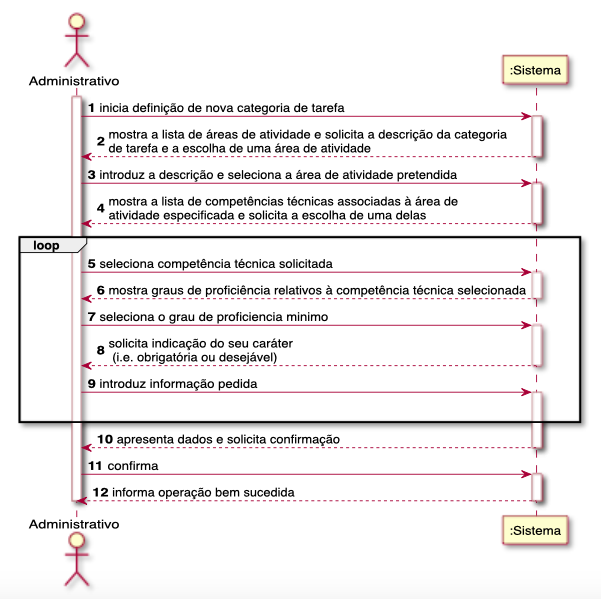 Administrativo
:Sistema
1 inicia definição de nova categoria de tarefa
2 mostra a lista de áreas de atividade e solicita a descrição da categoria
de tarefa e a escolha de uma área de atividade
3 introduz a descrição e seleciona a área de atividade pretendida
4 mostra a lista de competências técnicas associadas à área de
atividade especificada e solicita a escolha de uma delas
loop
5 seleciona competência técnica solicitada
6 mostra graus de proficiência relativos à competência técnica selecionada
7 seleciona o grau de proficiencia minimo
8 solicita indicação do seu caráter
(i.e. obrigatória ou desejável)
9 introduz informação pedida
10 apresenta dados e solicita confirmação
11 confirma
12 informa operação bem sucedida
Administrativo
:Sistema